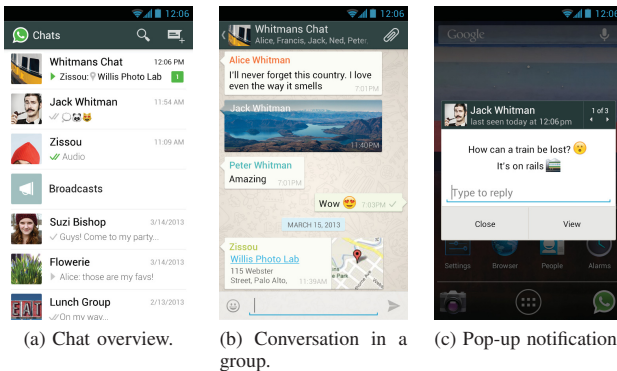 12:06
Chats
Whitmans Chat 12:06 PM
Zissou: Willis Photo Lab 1
Jack Whitman 11:54 AM
Zissou 11:09 AM
Audio
Broadcasts
Suzi Bishop 3/14/2013
Guys! Come to my party...
Flowerie 3/14/2013
Alice: those are my favs!
EAT
Lunch Group 2/13/2013
On my way...
(a) Chat overview.
12:06
Whitmans Chat
Alice, Francis, Jack, Ned, Peter
Alice Whitman
I'll never forget this country. I love
even the way it smells
7:01PM
Jack Whitman
11:40PM
Peter Whitman
Amazing 7:01PM
Wow 7:03PM
MARCH 15, 2013
Zissou
Willis Photo Lab
115 Webster
Street, Palo Alto, 11:39AM
(b) Conversation in a
group.
12:06
Google
Jack Whitman 1 of 3
last seen today at 12:06pm
How can a train be lost?
It's on rails
Type to reply
Close View
Settings Browser People Alarms
(c) Pop-up notification